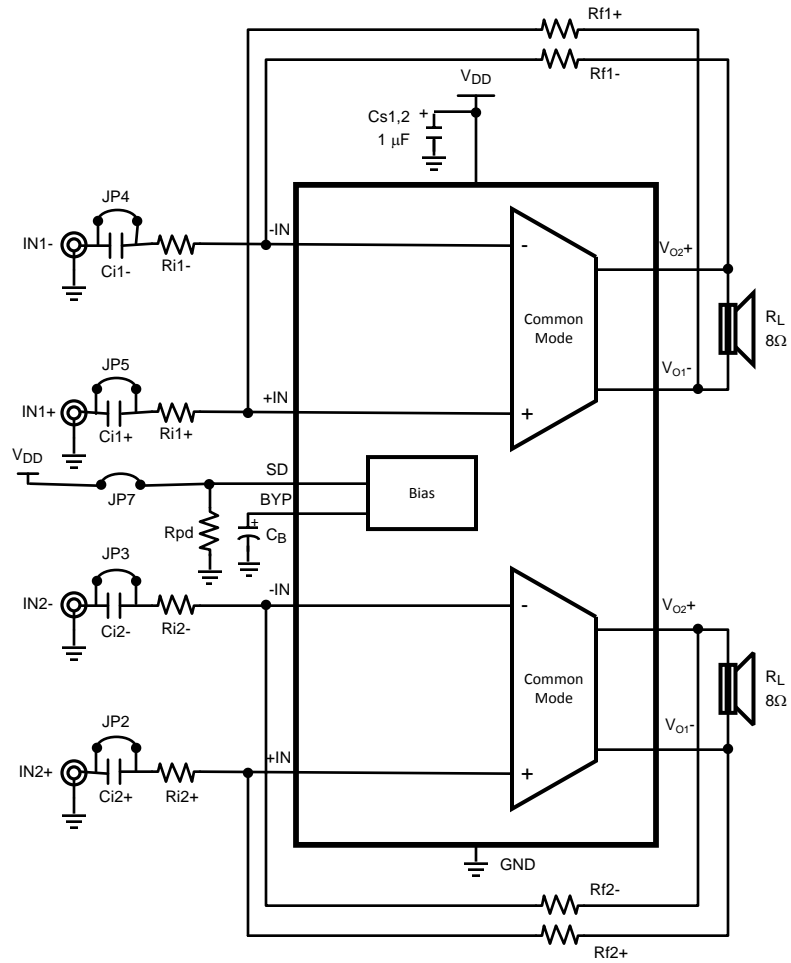 Rf1+
Rf1-
VDD
Cs1,2 +
1 μF
JP4
IN1-
Ci1-
Ri1-
-IN
-
VO2+
Common
Mode
RL
8Ω
JP5
VO1-
IN1+
Ci1+
Ri1+
+IN
+
VDD
JP7
SD
BYP
Bias
Rpd
+
CB
JP3
IN2-
Ci2-
Ri2-
-IN
-
VO2+
Common
Mode
RL
8Ω
JP2
VO1-
IN2+
Ci2+
Ri2+
+IN
+
GND
Rf2-
Rf2+